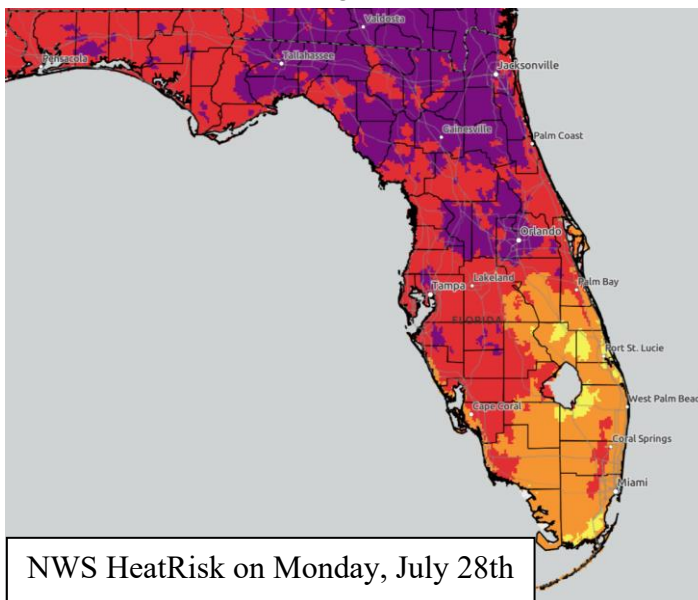 Valdosta
Pensacola
Tallahassee
Jacksonville
Gainesville
Palm Coast
Orlando
Lakeland
Palm Bay
Tampa
FLORIDA
Port St. Lucie
Cape Coral
West Palm Beac
Coral Springs
Miami
NWS HeatRisk on Monday, July 28th